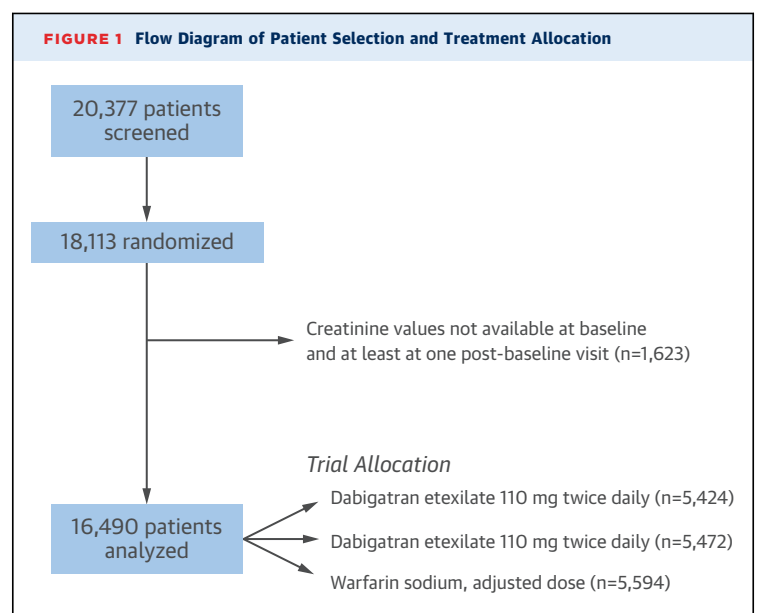 FIGURE 1 Flow Diagram of Patient Selection and Treatment Allocation
20,377 patients
screened
18,113 randomized
Creatinine values not available at baseline
and at least at one post-baseline visit (n=1,623)
Trial Allocation
Dabigatran etexilate 110 mg twice daily (n=5,424)
16,490 patients
analyzed
Dabigatran etexilate 110 mg twice daily (n=5,472)
Warfarin sodium, adjusted dose (n=5,594)